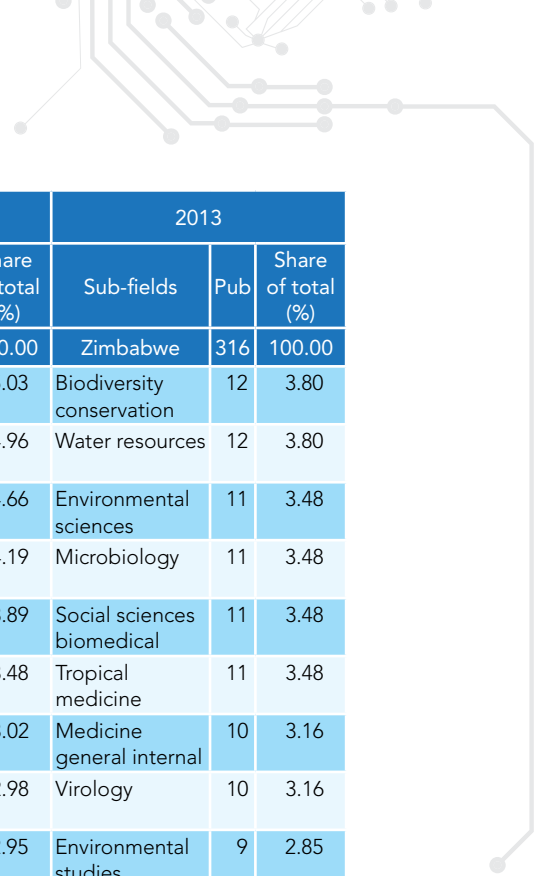 2013
Share
of total
(%)
Sub-fields Pub
Zimbabwe 316 100.00
.03 Biodiversity 12 3.80
conservation
.96 Water resources 12 3.80
.66 Environmental 11 3.48
sciences
.19 Microbiology 11 3.48
.89 Social sciences 11 3.48
biomedical
.48 Tropical 11 3.48
medicine
.02 Medicine 10 3.16
general internal
.98 Virology 10 3.16
.95 Environmental 9 2.85
studies